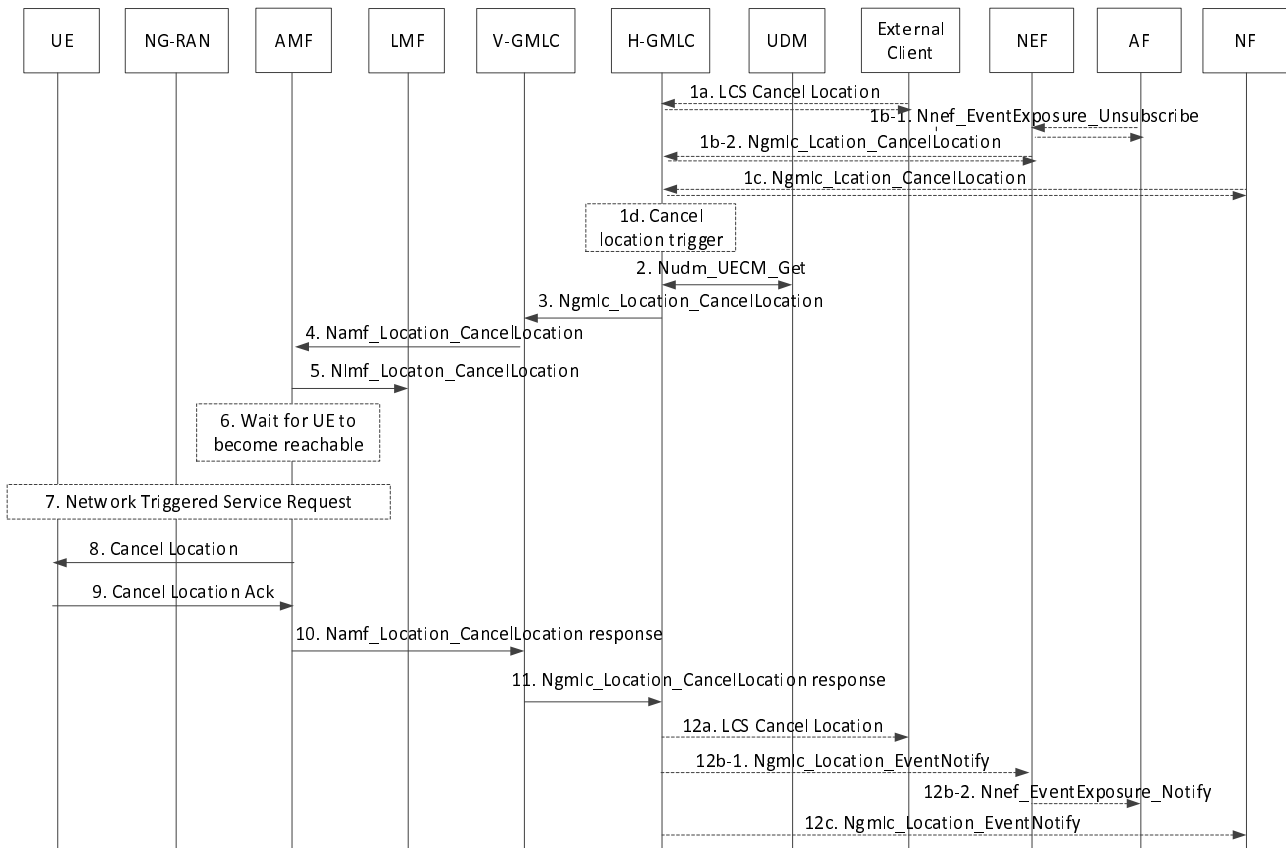 UE
NG-RAN
AMF
LMF
V-GMLC
H-GMLC
UDM
External
Client
NEF
AF
NF
1a. LCS Cancel Location
1b-1. Nnef_EventExposure_Unsubscribe
1b-2. Ngmlc_Lcation_CancelLocation
1c. Ngmlc_Lcation_CancelLocation
1d. Cancel
location trigger
2. Nudm_UECM_Get
3. Ngmlc_Location_CancelLocation
4. Namf_Location_CancelLocation
5. Nlmf_Locaton_CancelLocation
6. Wait for UE to
become reachable
7. Network Triggered Service Request
8. Cancel Location
9. Cancel Location Ack
10. Namf_Location_CancelLocation response
11. Ngmlc_Location_CancelLocation response
12a. LCS Cancel Location
12b-1. Ngmlc_Location_EventNotify
12b-2. Nnef_EventExposure_Notify
12c. Ngmlc_Location_EventNotify